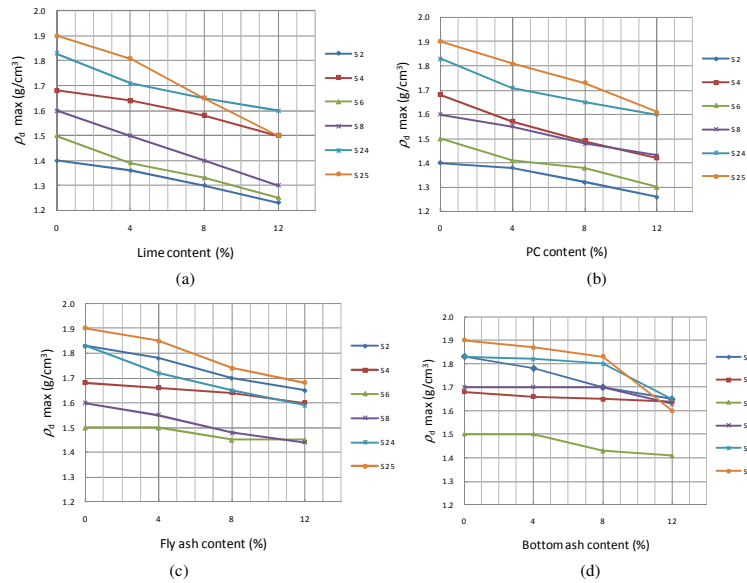 2.0
1.9
1.8
1.7
1.6
1.5
1.4
1.3
1.2
ρd max (g/cm³)
0 4 8 12
Lime content (%)
S2
S4
S6
S8
S24
S25
(a)
2.0
1.9
1.8
1.7
1.6
1.5
1.4
1.3
1.2
ρd max (g/cm³)
0 4 8 12
PC content (%)
S2
S4
S6
S8
S24
S25
(b)
2.0
1.9
1.8
1.7
1.6
1.5
1.4
1.3
1.2
ρd max (g/cm³)
0 4 8 12
Fly ash content (%)
S2
S4
S6
S8
S24
S25
(c)
2.0
1.9
1.8
1.7
1.6
1.5
1.4
1.3
1.2
ρd max (g/cm³)
0 4 8 12
Bottom ash content (%)
S
S
S
S
S
S
(d)